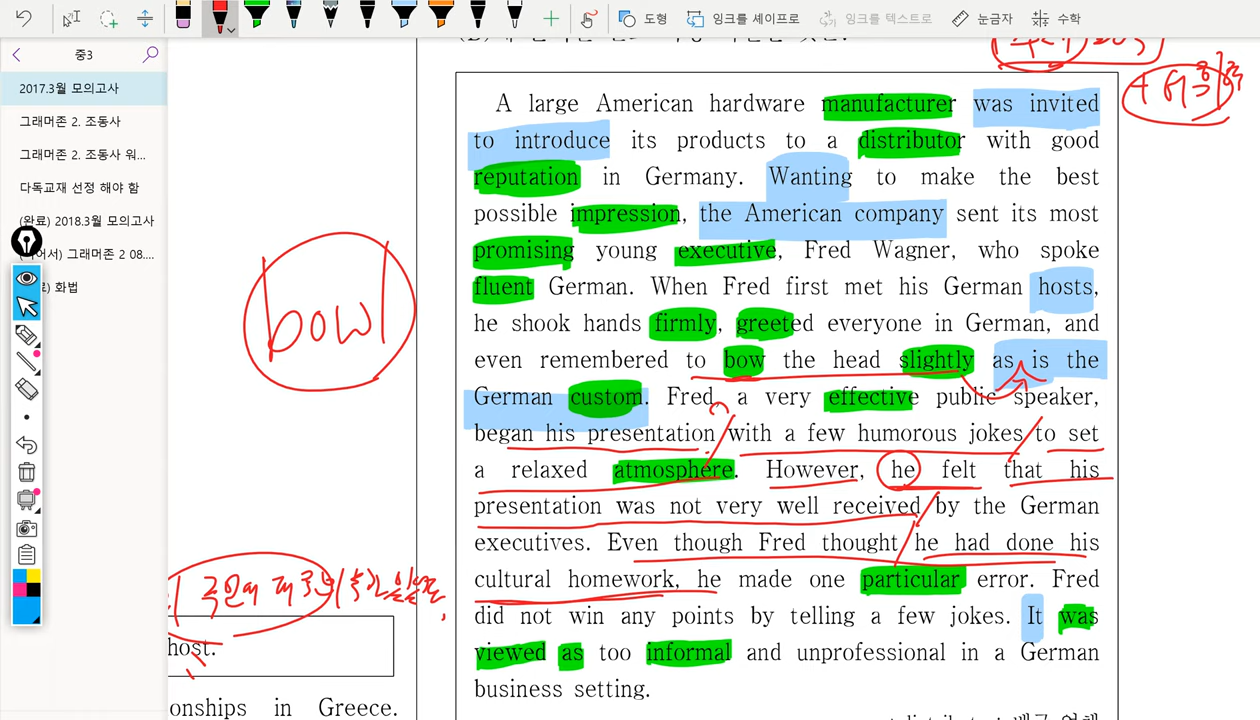 도형
잉크를 셰이프로
잉크를 텍스트로
눈금자
수학
중3
2017.3월 모의고사
그래머존 2. 조동사
그래머존 2. 조동사 워...
다독교재 선정 해야 함
(완료) 2018.3월 모의고사
어서) 그래머존 2 08....
) 화법
bowl
host.
onships in Greece.
A large American hardware manufacturer was invited
to introduce its products to a distributor with good
reputation in Germany. Wanting to make the best
possible impression, the American company sent its most
promising young executive, Fred Wagner, who spoke
fluent German. When Fred first met his German hosts,
he shook hands firmly, greeted everyone in German, and
even remembered to bow the head slightly as is the
German custom. Fred, a very effective public speaker,
began his presentation with a few humorous jokes to set
a relaxed atmosphere. However, he felt that his
presentation was not very well received by the German
executives. Even though Fred thought he had done his
cultural homework, he made one particular error. Fred
did not win any points by telling a few jokes. It was
viewed as too informal and unprofessional in a German
business setting.